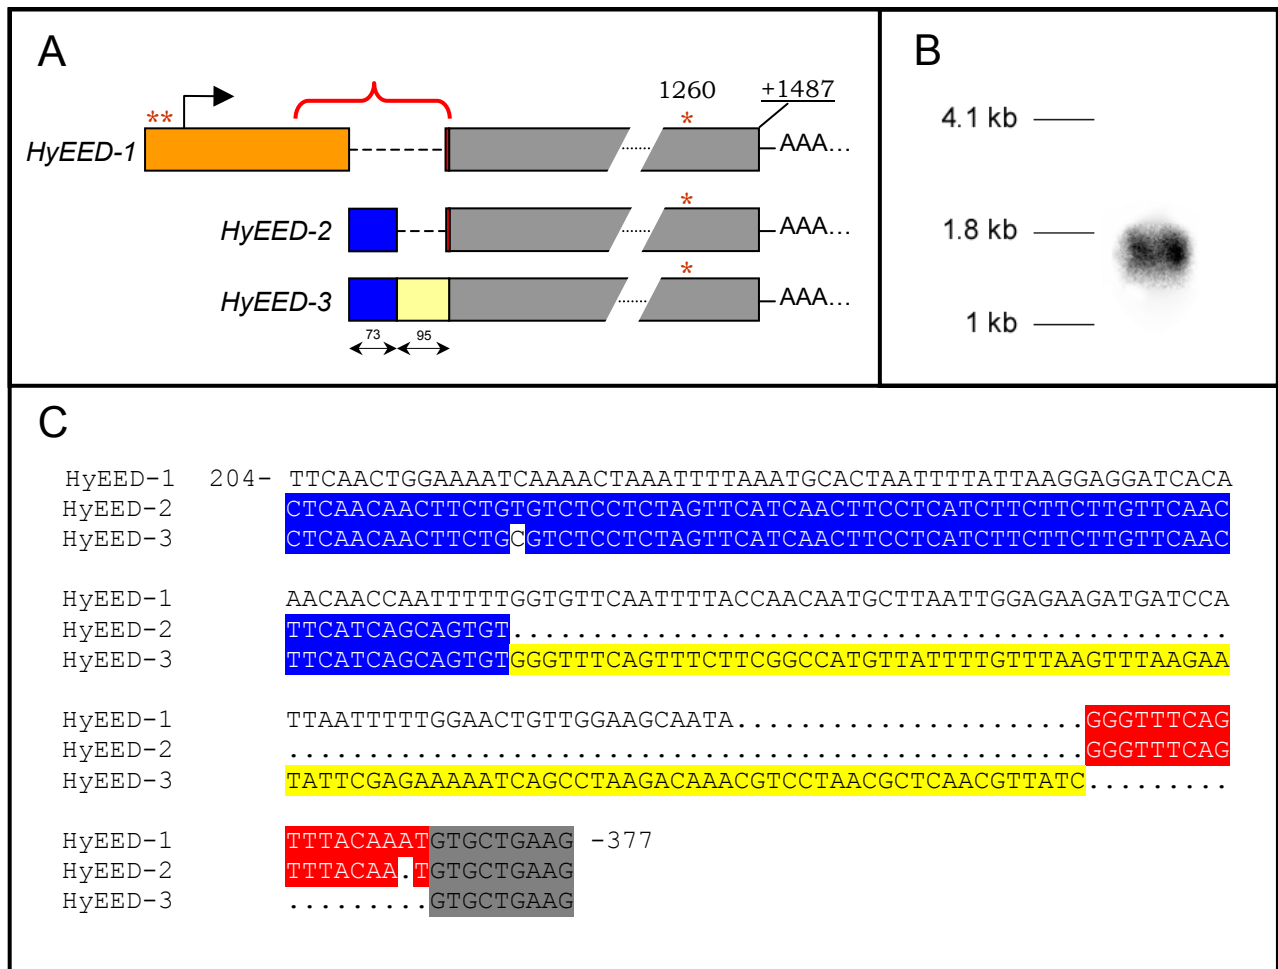 A
** 1260 +1487
*
HyEED-1 ........ AAA...
*
HyEED-2 ........ AAA...
*
HyEED-3 ........ AAA...
73 95
B
4.1 kb
1.8 kb
1 kb
C
HyEED-1 204- TTCAACTGGAAAATCAAAACTAAATTTTAAATGCACTAATTTTATTAAGGAGGATCACA
HyEED-2 CTCAACAACTTCTGTGTCTCCTCTAGTTCATCAACTTCCTCATCTTCTTCTTGTTCAAC
HyEED-3 CTCAACAACTTCTGCGTCTCCTCTAGTTCATCAACTTCCTCATCTTCTTCTTGTTCAAC
HyEED-1 AACAACCAATTTTTGGTGTTCAATTTTACCAACAATGCTTAATTGGAGAAGATGATCCA
HyEED-2 TTCATCAGCAGTGT.............................................
HyEED-3 TTCATCAGCAGTGTGGGTTTCAGTTTCTTCGGCCATGTTATTTTGTTTAAGTTTAAGAA
HyEED-1 TTAATTTTTGGAACTGTTGGAAGCAATA......................GGGTTTCAG
HyEED-2 ..................................................GGGTTTCAG
HyEED-3 TATTCGAGAAAAATCAGCCTAAGACAAACGTCCTAACGCTCAACGTTATC.........
HyEED-1 TTTACAAATGTGCTGAAG -377
HyEED-2 TTTACAA.TGTGCTGAAG
HyEED-3 .........GTGCTGAAG